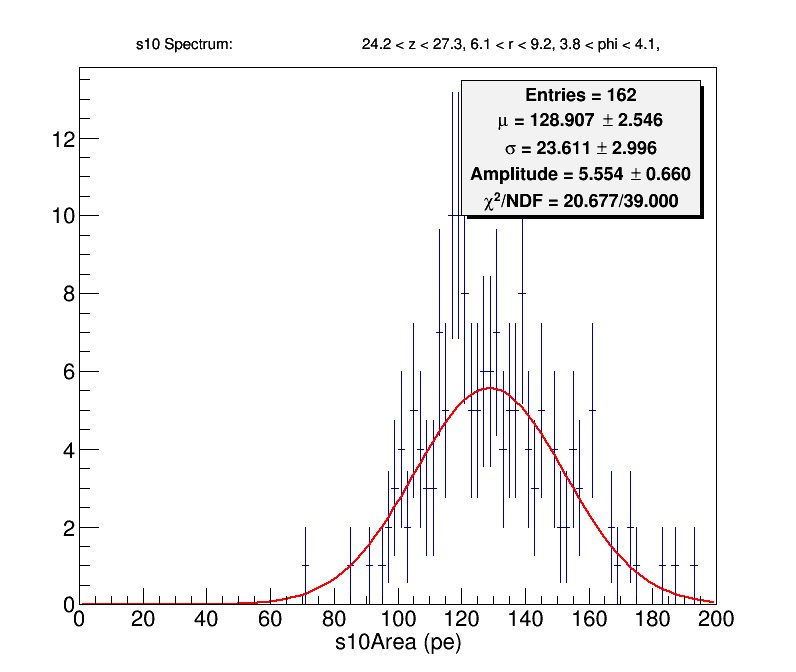 s10 Spectrum: 24.2 < z < 27.3, 6.1 < r < 9.2, 3.8 < phi < 4.1,
Entries = 162
μ = 128.907 ± 2.546
σ = 23.611 ± 2.996
Amplitude = 5.554 ± 0.660
χ²/NDF = 20.677/39.000
12
10
8
6
4
2
0
0 20 40 60 80 100 120 140 160 180 200
s10Area (pe)